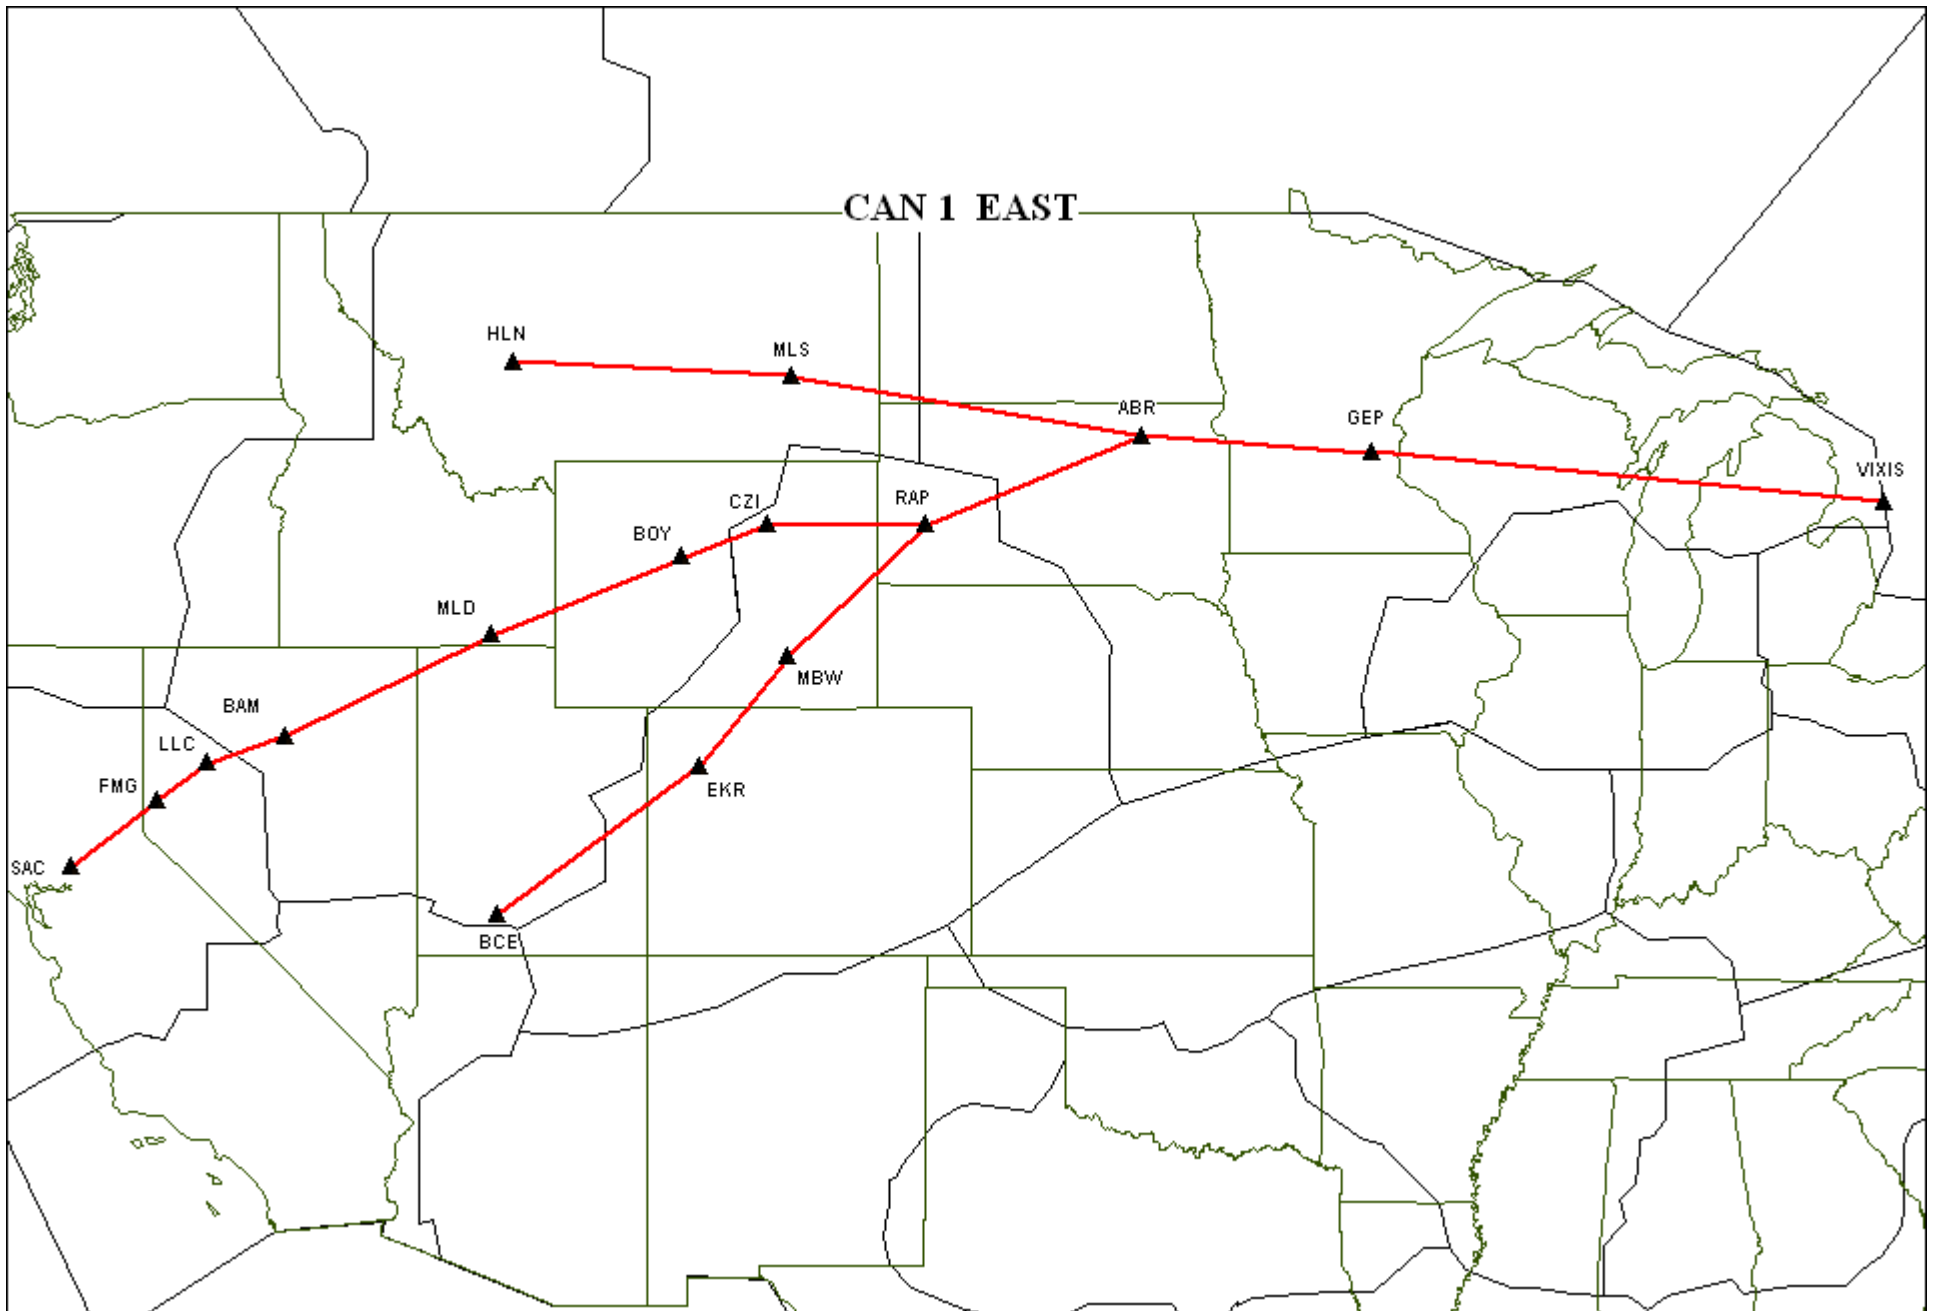 CAN 1 EAST
HLN
MLS
ABR
GEP
VIXIS
CZI
RAP
BOY
MLD
MBW
BAM
LLC
FMG
EKR
SAC
BCE